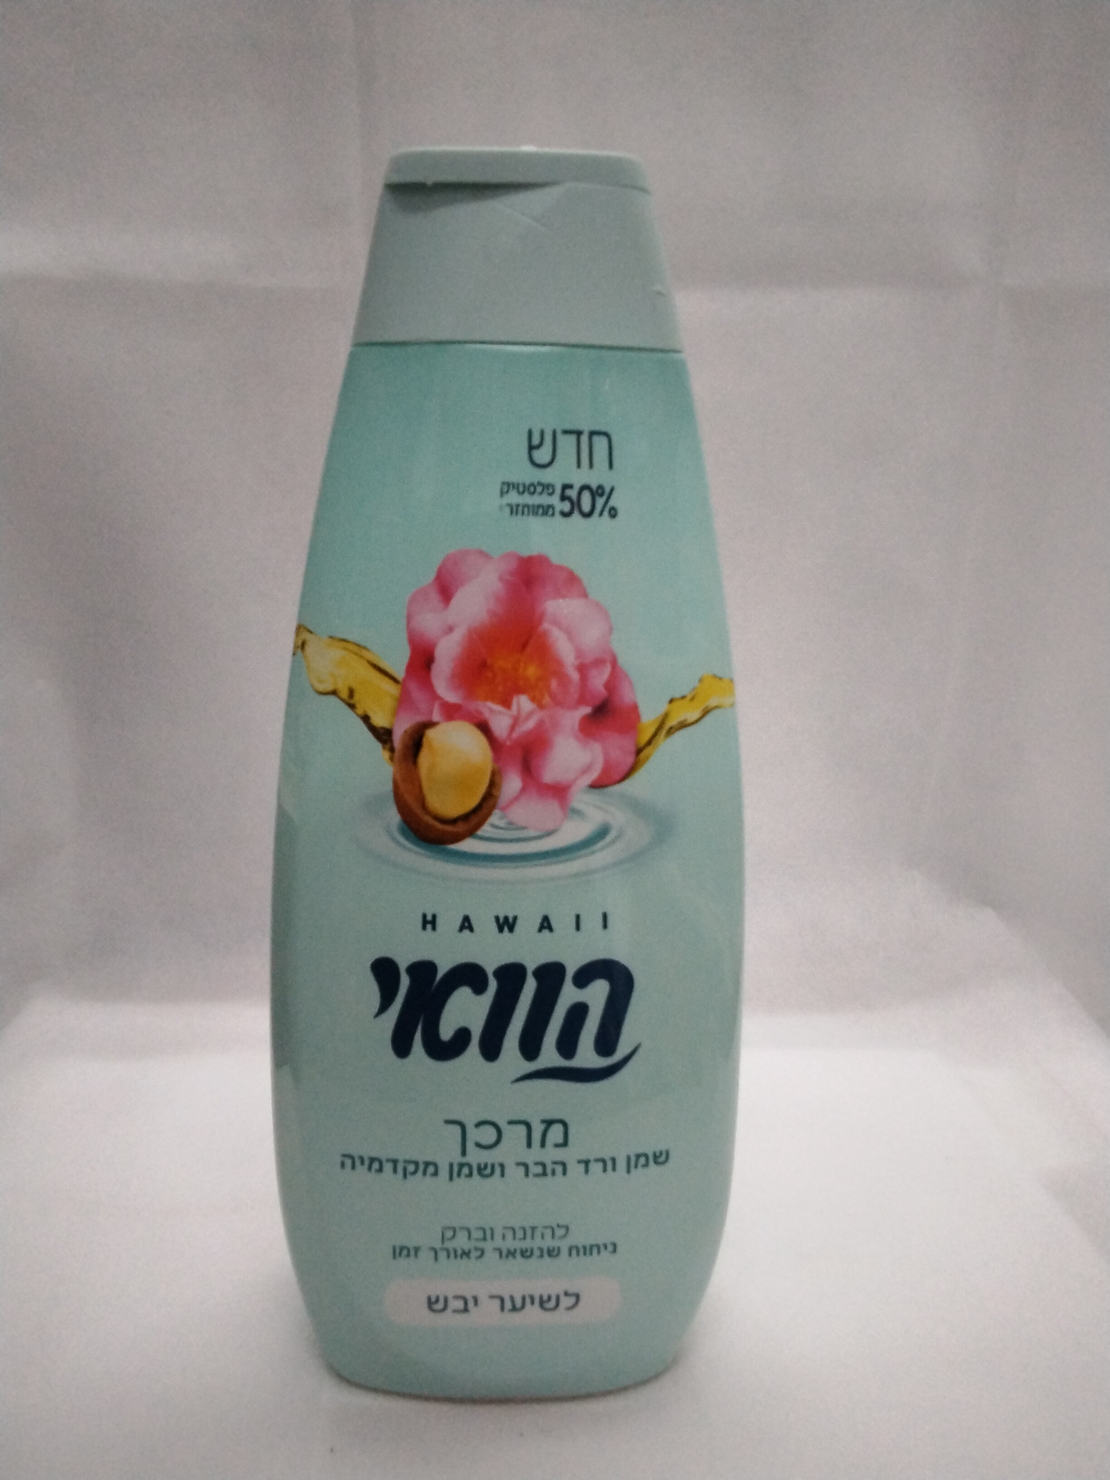 חדש
50% פלסטיק
ממוחזר
HAWAII
הוואי
מרכך
שמן ורד הבר ושמן מקדמיה
להזנה וברק
ניחוח שנשאר לאורך זמן
לשיער יבש